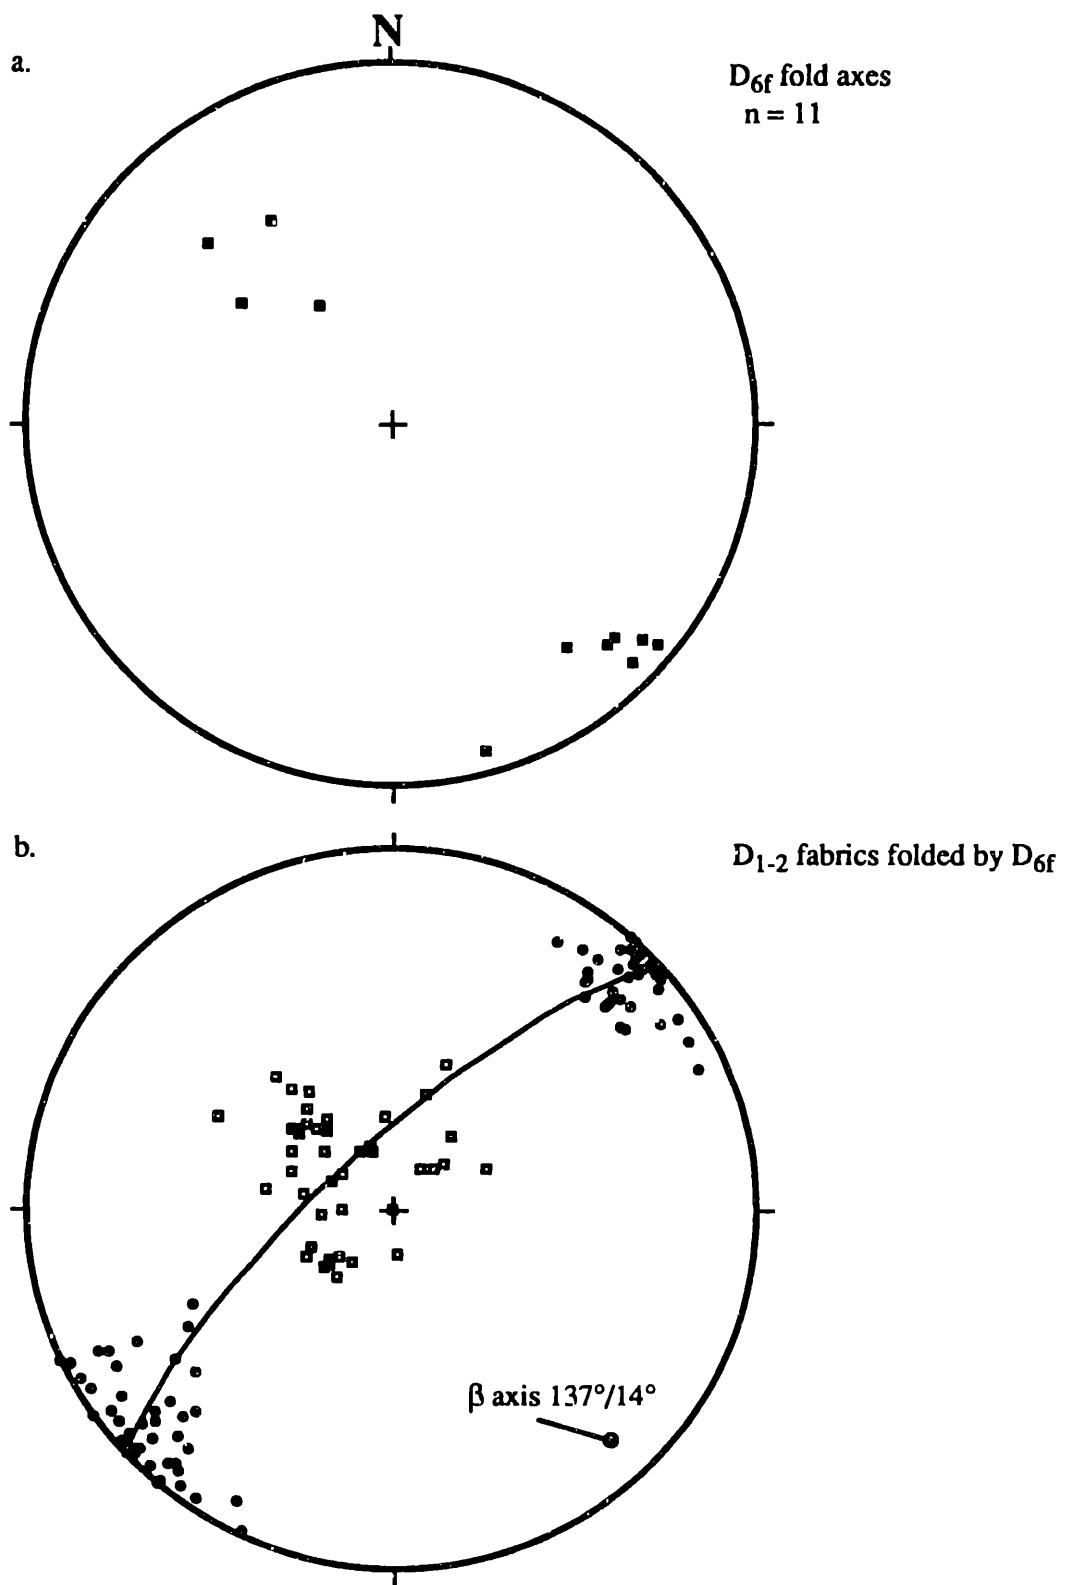 N
a.
D6f fold axes
n = 11
b.
D1-2 fabrics folded by D6f
β axis 137°/14°